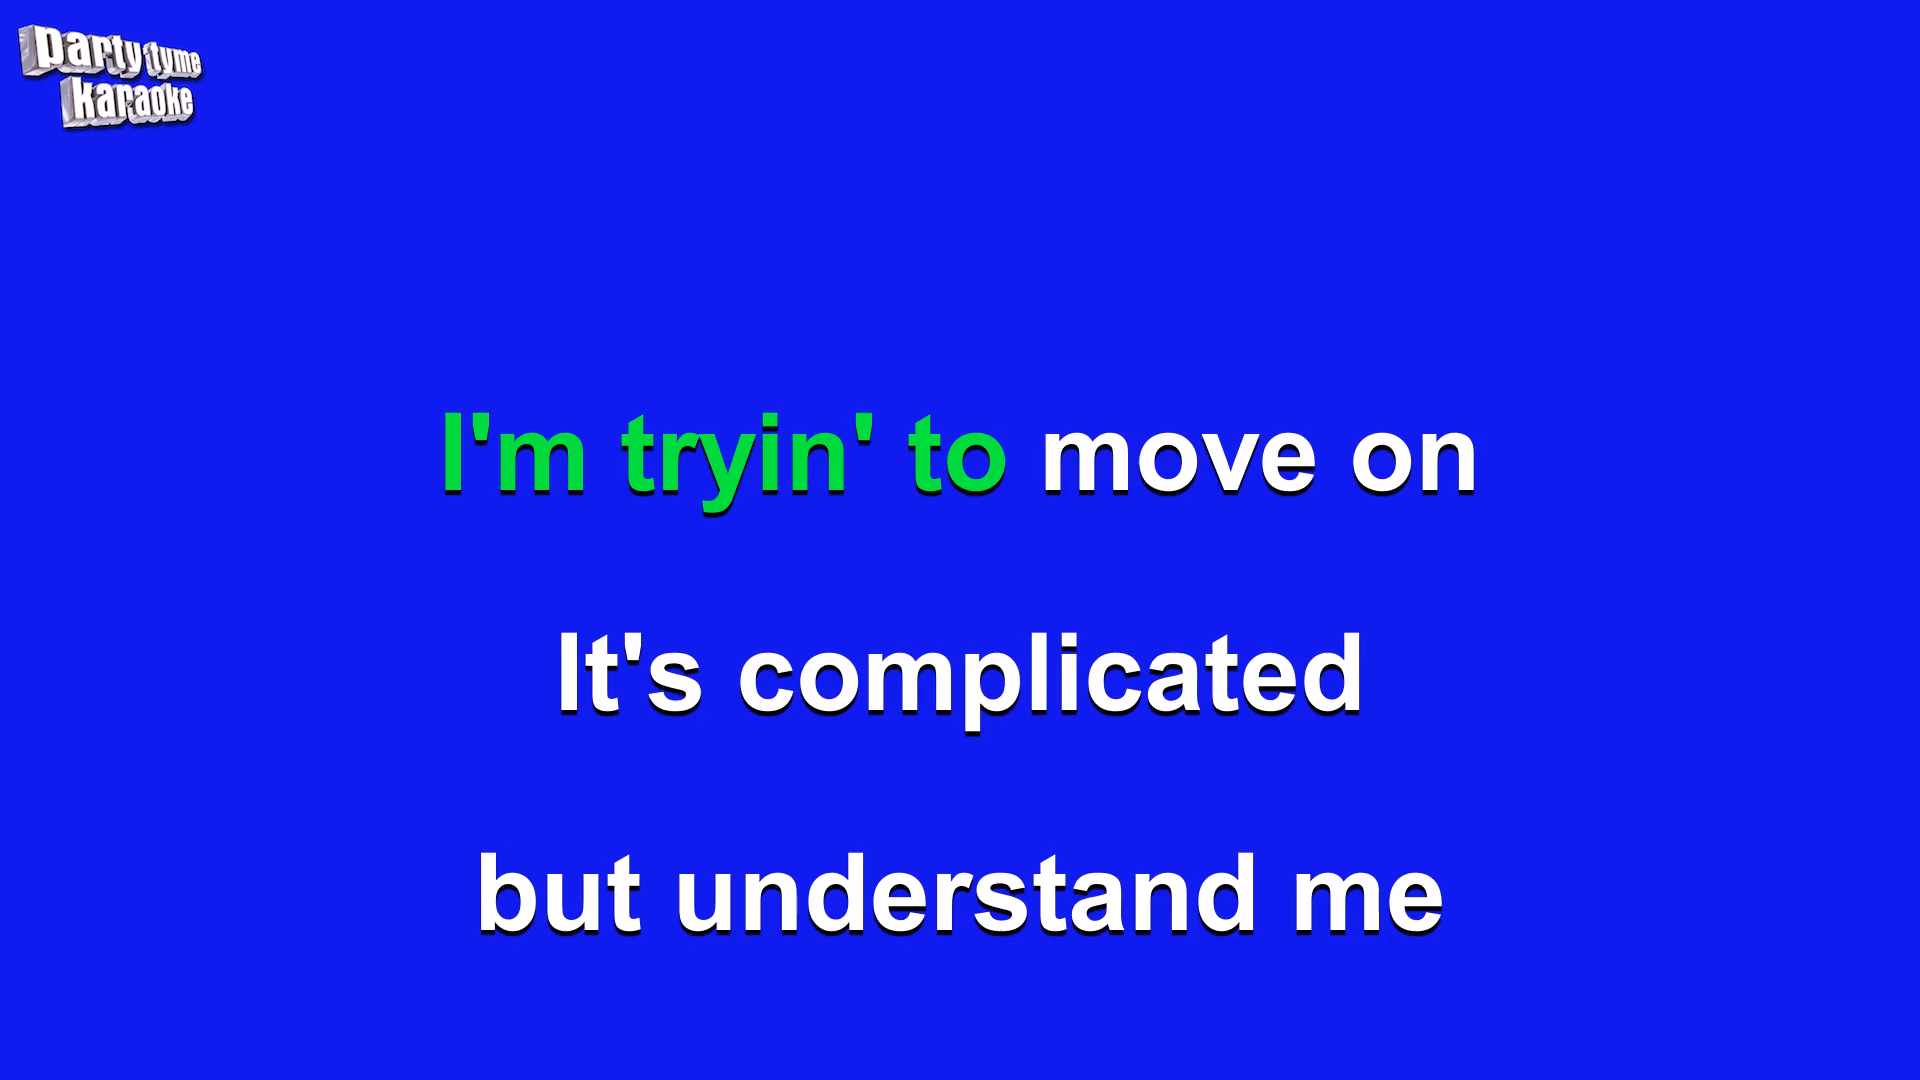 party tyme
karaoke
I'm tryin' to move on
It's complicated
but understand me